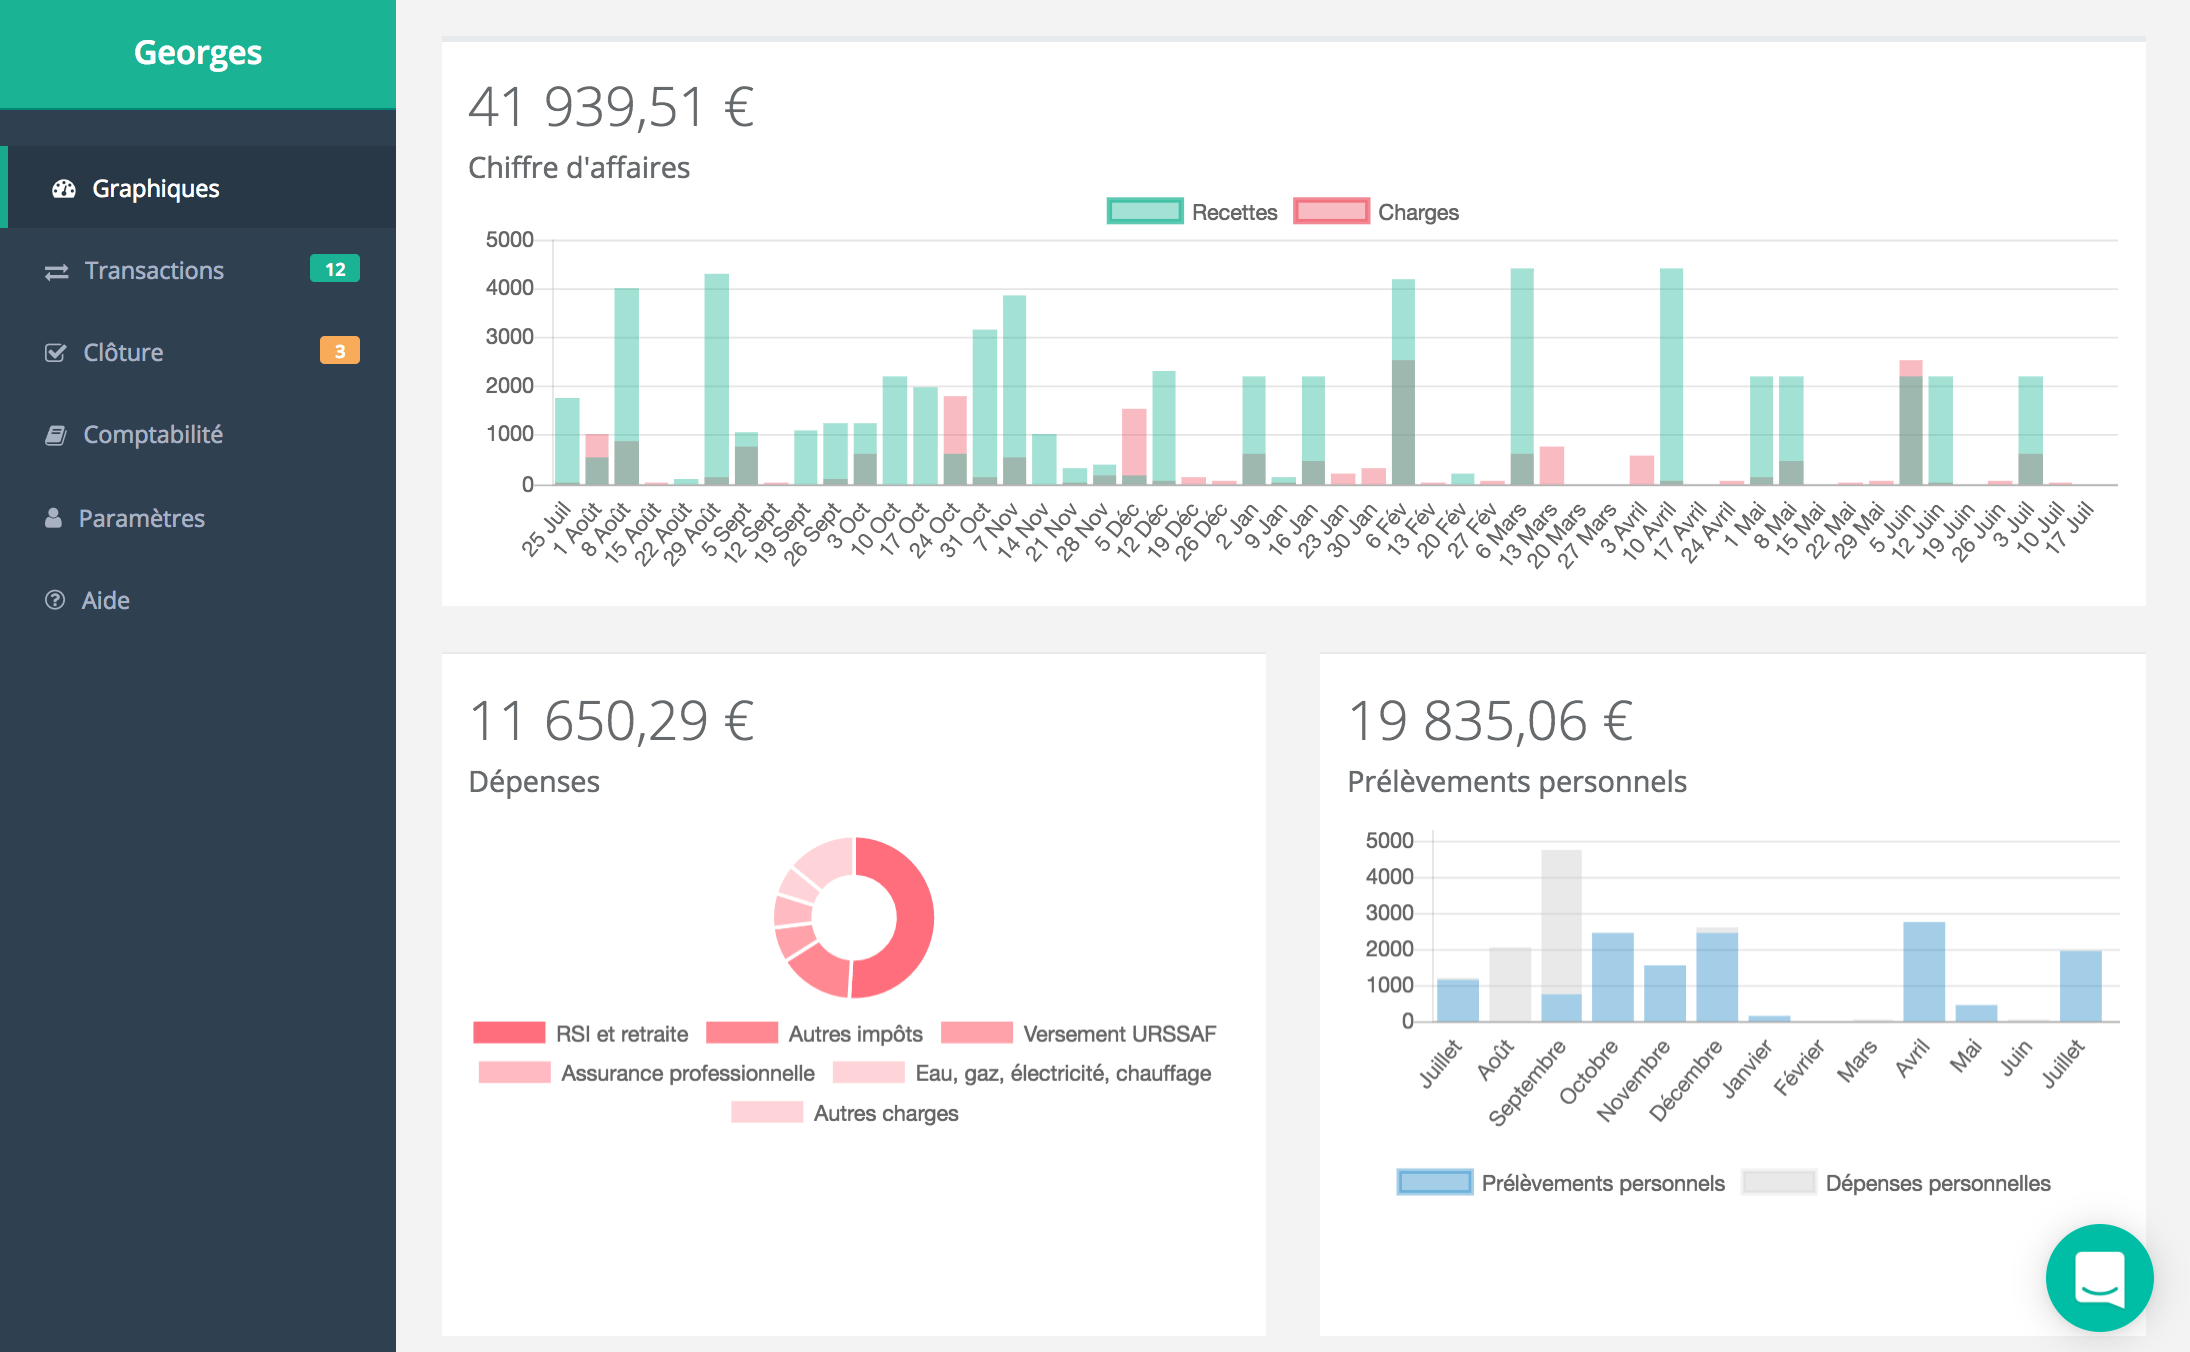 Georges
Graphiques
Transactions 12
Clôture 3
Comptabilité
Paramètres
Aide
41 939,51 €
Chiffre d'affaires
Recettes Charges
5000
4000
3000
2000
1000
0
25 Juil 1 Août 8 Août 15 Août 22 Août 29 Août 5 Sept 12 Sept 19 Sept 26 Sept 3 Oct 10 Oct 17 Oct 24 Oct 31 Oct 7 Nov 14 Nov 21 Nov 28 Nov 5 Déc 12 Déc 19 Déc 26 Déc 2 Jan 9 Jan 16 Jan 23 Jan 30 Jan 6 Fév 13 Fév 20 Fév 27 Fév 6 Mars 13 Mars 20 Mars 27 Mars 3 Avril 10 Avril 17 Avril 24 Avril 1 Mai 8 Mai 15 Mai 22 Mai 29 Mai 5 Juin 12 Juin 19 Juin 26 Juin 3 Juil 10 Juil 17 Juil
11 650,29 €
Dépenses
RSI et retraite Autres impôts Versement URSSAF
Assurance professionnelle Eau, gaz, électricité, chauffage
Autres charges
19 835,06 €
Prélèvements personnels
5000
4000
3000
2000
1000
0
Juillet Août Septembre Octobre Novembre Décembre Janvier Février Mars Avril Mai Juin Juillet
Prélèvements personnels Dépenses personnelles